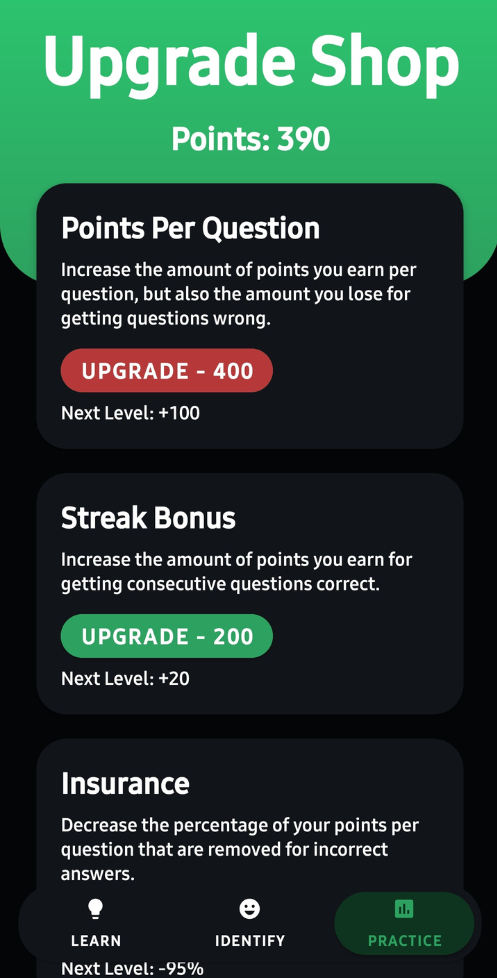 Upgrade Shop
Points: 390
Points Per Question
Increase the amount of points you earn per
question, but also the amount you lose for
getting questions wrong.
UPGRADE - 400
Next Level: +100
Streak Bonus
Increase the amount of points you earn for
getting consecutive questions correct.
UPGRADE - 200
Next Level: +20
Insurance
Decrease the percentage of your points per
question that are removed for incorrect
answers.
LEARN
IDENTIFY
PRACTICE
Next Level: -95%